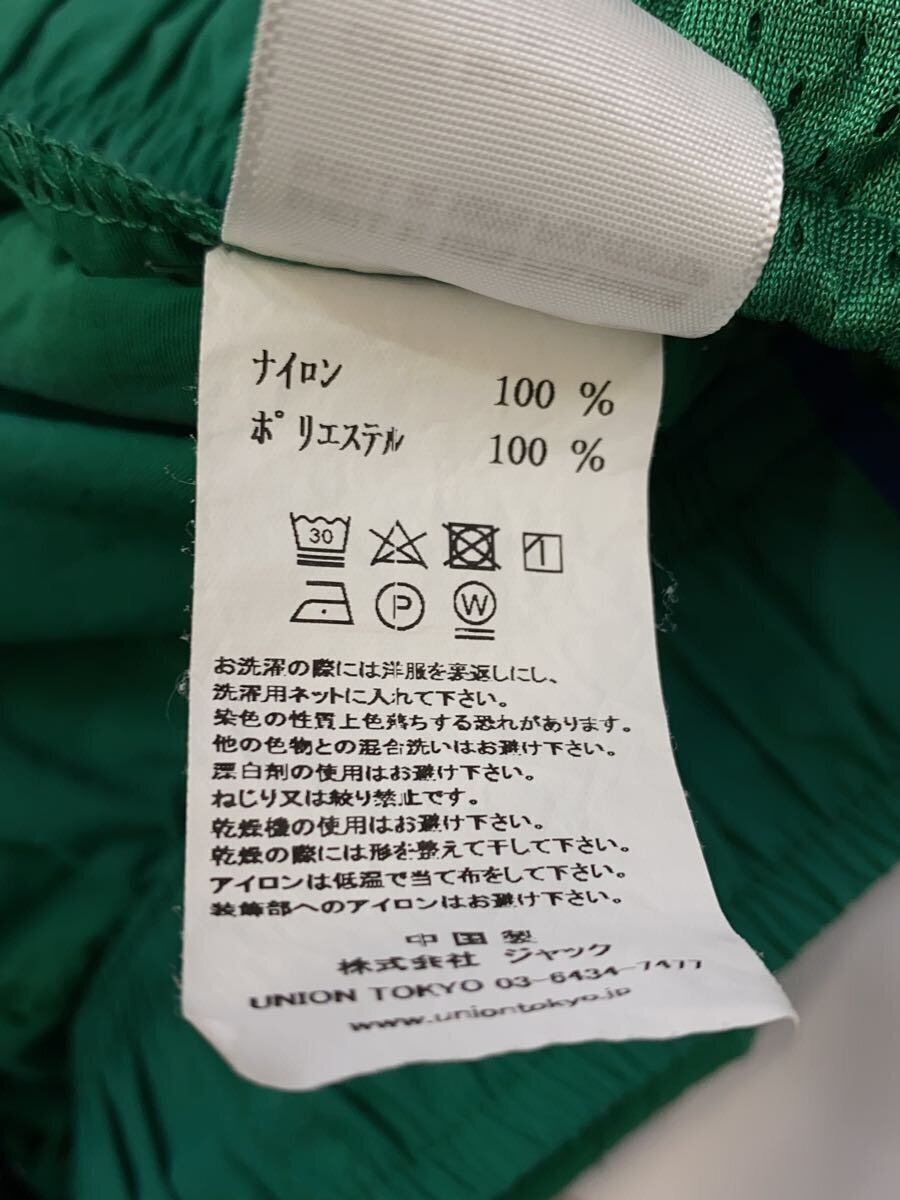 ナイロン 100 %
ポリエステル 100 %
30
P W
お洗濯の際には洋服を裏返しにし、
洗濯用ネットに入れて下さい。
染色の性質上色落ちする恐れがあります。
他の色物との混合洗いはお避け下さい。
漂白剤の使用はお避け下さい。
ねじり又は絞り禁止です。
乾燥機の使用はお避け下さい。
乾燥の際には形を整えて干して下さい。
アイロンは低温で当て布をして下さい。
装飾部へのアイロンはお避け下さい。
中国製
株式会社 ジャック
UNION TOKYO 03-6434-7477
www.uniontokyo.jp